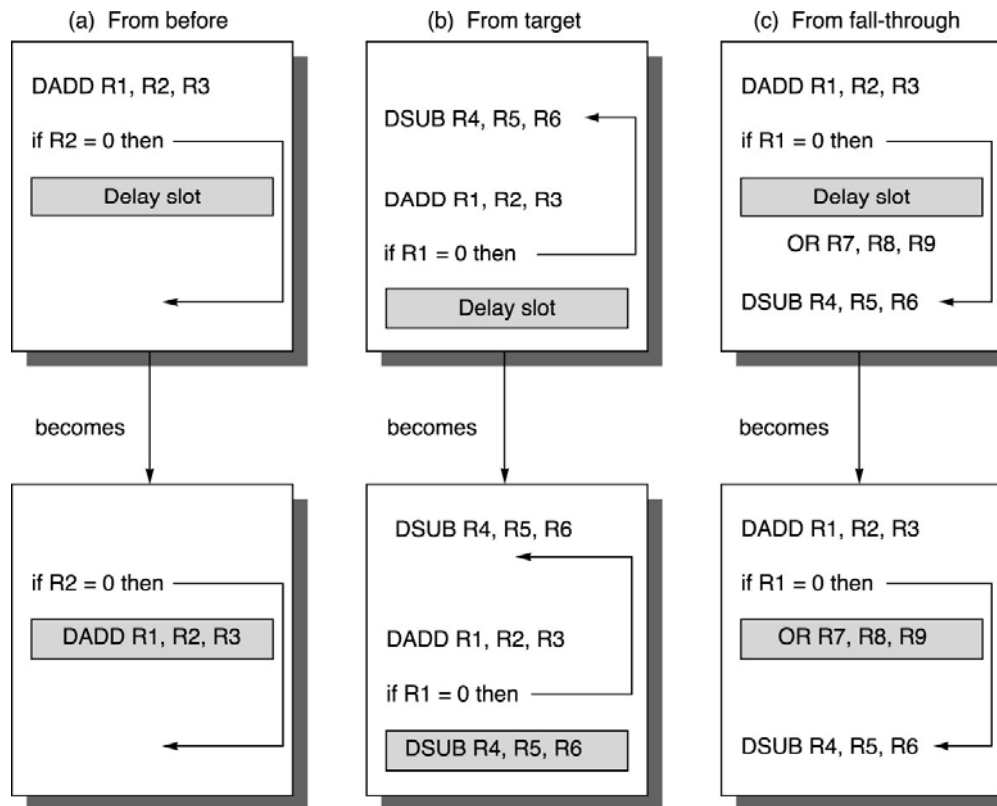 (a) From before
DADD R1, R2, R3
if R2 = 0 then
Delay slot
becomes
if R2 = 0 then
DADD R1, R2, R3
(b) From target
DSUB R4, R5, R6
DADD R1, R2, R3
if R1 = 0 then
Delay slot
becomes
DSUB R4, R5, R6
DADD R1, R2, R3
if R1 = 0 then
DSUB R4, R5, R6
(c) From fall-through
DADD R1, R2, R3
if R1 = 0 then
Delay slot
OR R7, R8, R9
DSUB R4, R5, R6
becomes
DADD R1, R2, R3
if R1 = 0 then
OR R7, R8, R9
DSUB R4, R5, R6